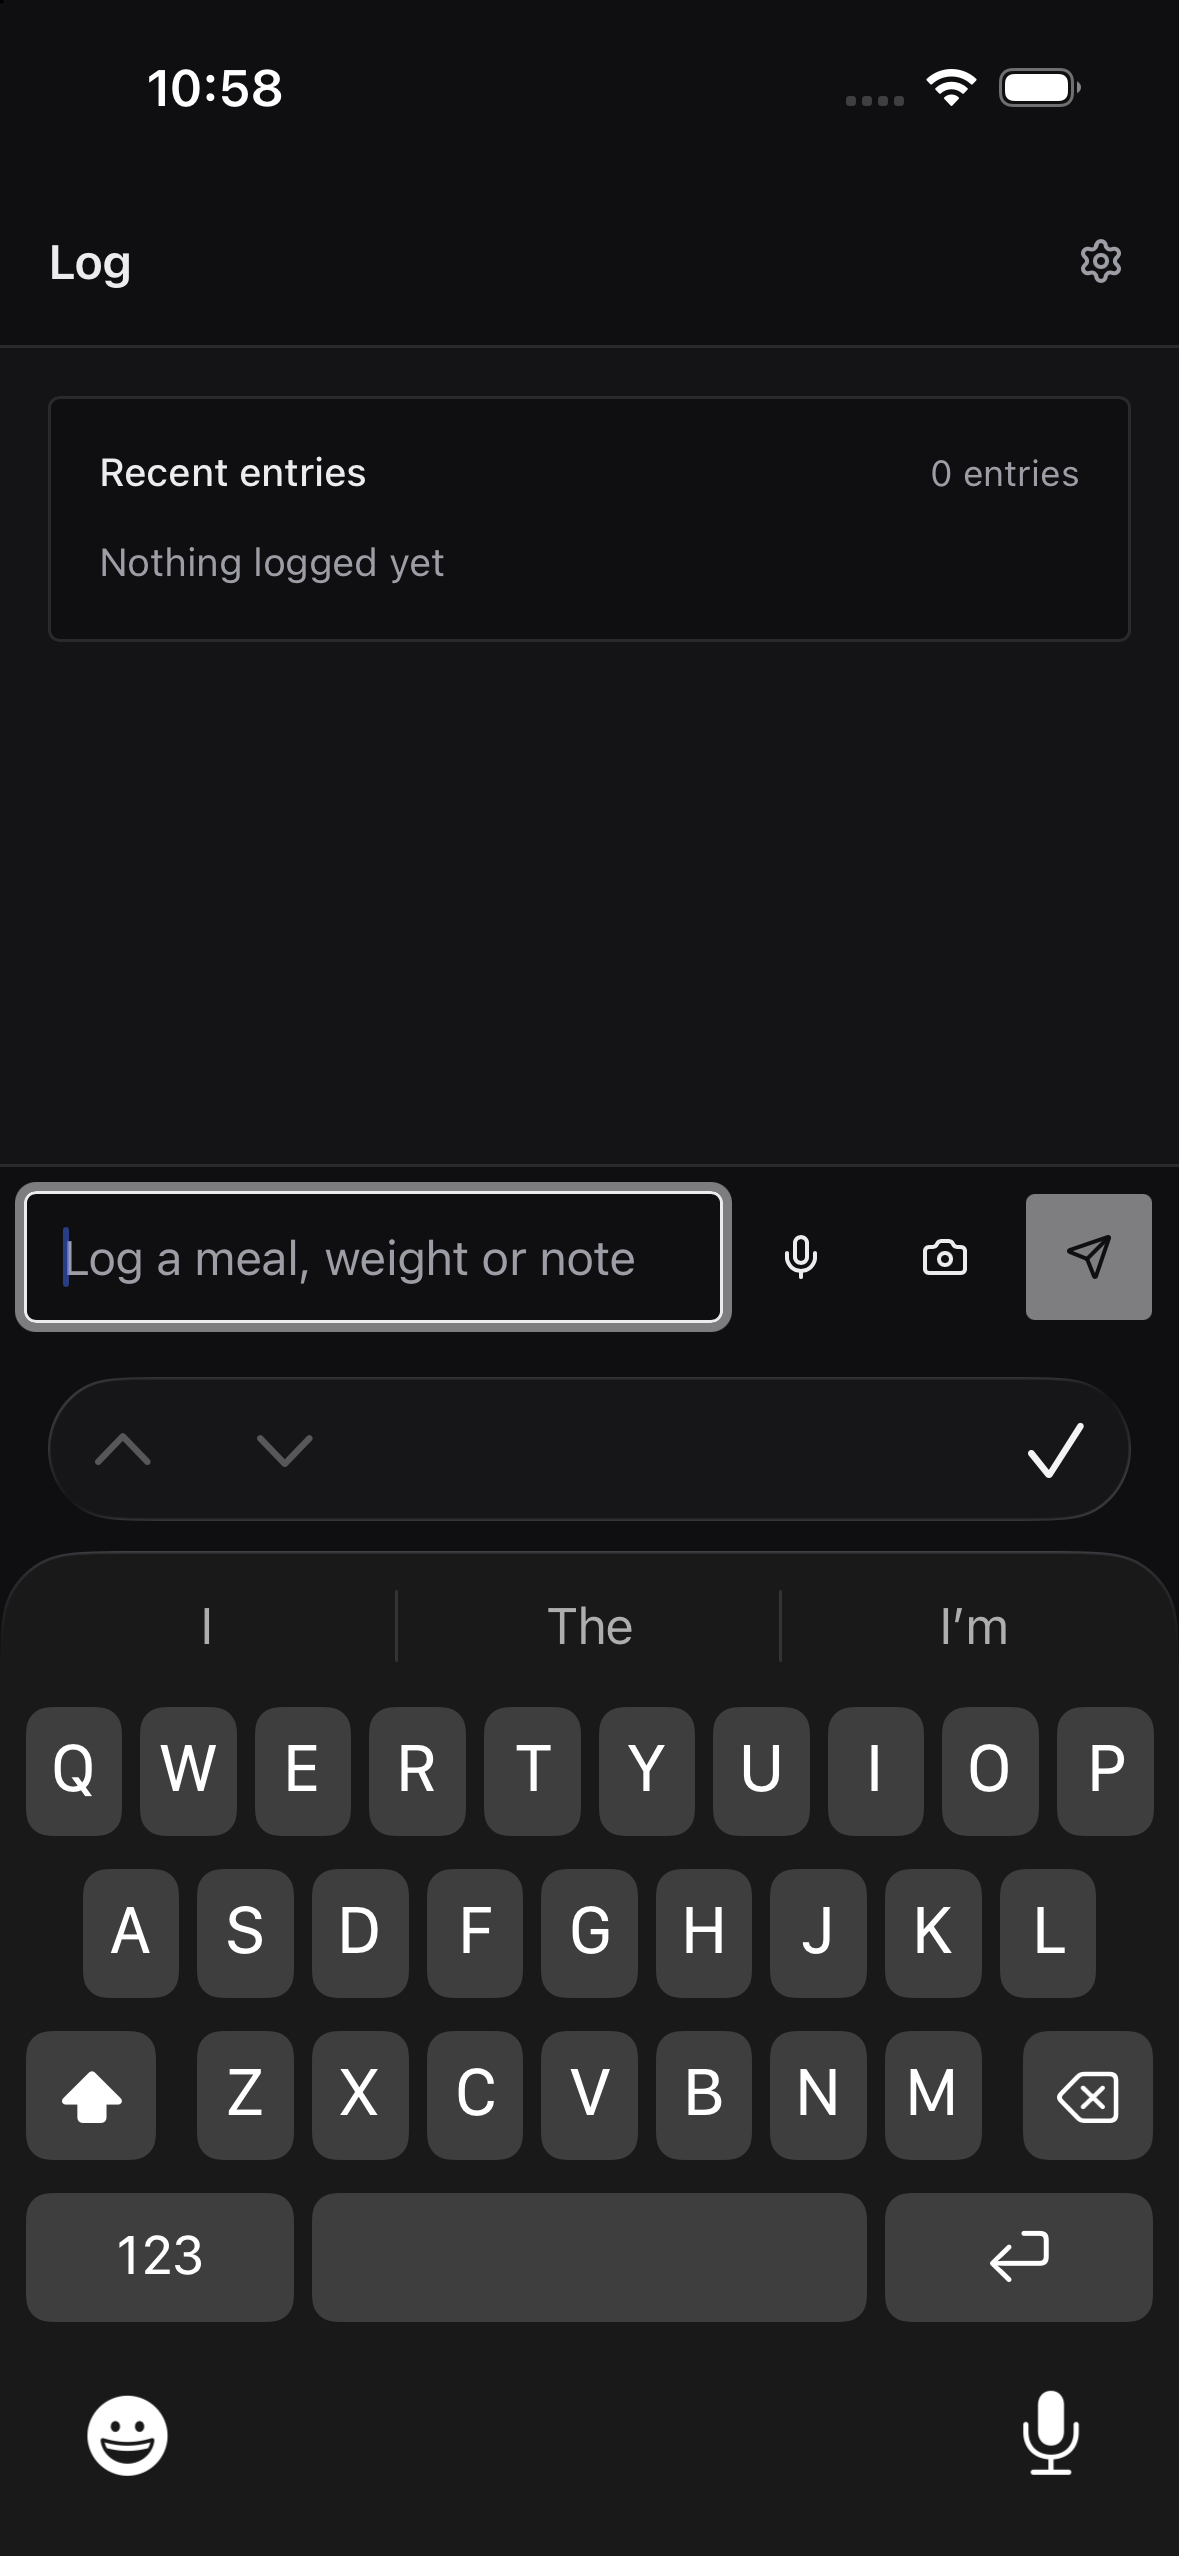 10:58
Log
Recent entries 0 entries
Nothing logged yet
Log a meal, weight or note
I The I’m
Q W E R T Y U I O P
A S D F G H J K L
Z X C V B N M
123